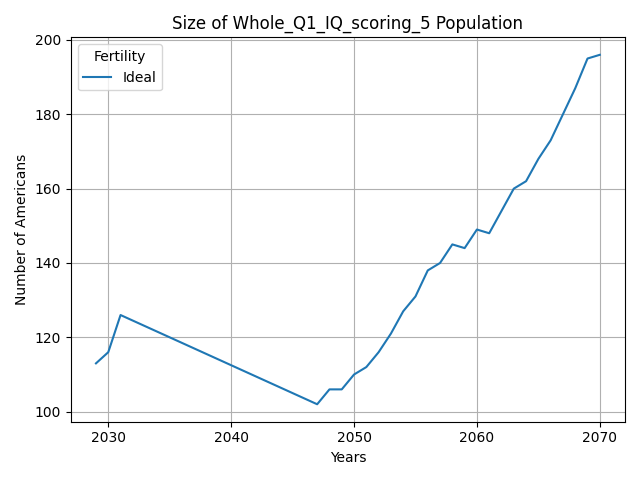 Size of Whole_Q1_IQ_scoring_5 Population
Fertility
Ideal
200
180
160
140
120
100
Number of Americans
2030 2040 2050 2060 2070
Years